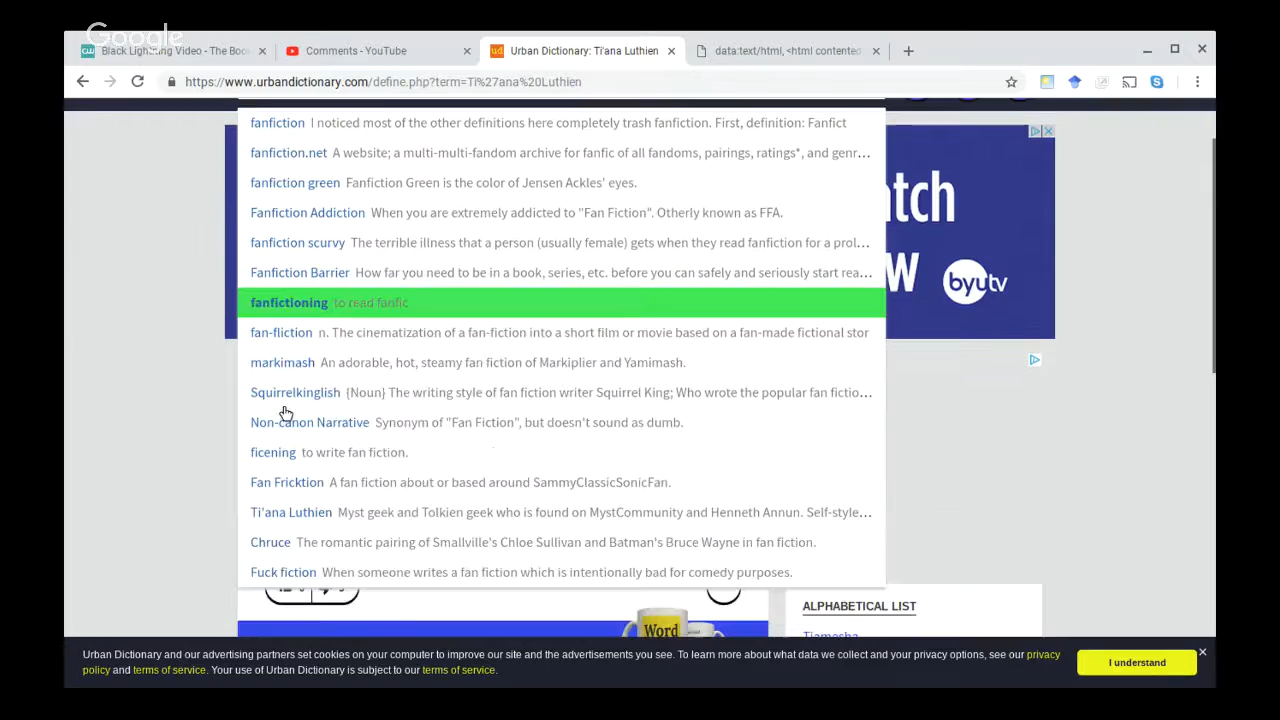 Google
Black Lightning Video - The Boo
Comments - YouTube
ud
Urban Dictionary: Ti'ana Luthien
data:text/html, <html contented
https://www.urbandictionary.com/define.php?term=Ti%27ana%20Luthien
fanfiction I noticed most of the other definitions here completely trash fanfiction. First, definition: Fanfict
fanfiction.net A website; a multi-multi-fandom archive for fanfic of all fandoms, pairings, ratings*, and genr...
fanfiction green Fanfiction Green is the color of Jensen Ackles' eyes.
Fanfiction Addiction When you are extremely addicted to "Fan Fiction". Otherly known as FFA.
fanfiction scurvy The terrible illness that a person (usually female) gets when they read fanfiction for a prol...
Fanfiction Barrier How far you need to be in a book, series, etc. before you can safely and seriously start rea...
fanfictioning to read fanfic
fan-fliction n. The cinematization of a fan-fiction into a short film or movie based on a fan-made fictional stor
markimash An adorable, hot, steamy fan fiction of Markiplier and Yamimash.
Squirrelkinglish {Noun} The writing style of fan fiction writer Squirrel King; Who wrote the popular fan fictio...
Non-canon Narrative Synonym of "Fan Fiction", but doesn't sound as dumb.
ficening to write fan fiction.
Fan Fricktion A fan fiction about or based around SammyClassicSonicFan.
Ti'ana Luthien Myst geek and Tolkien geek who is found on MystCommunity and Henneth Annun. Self-style...
Chruce The romantic pairing of Smallville's Chloe Sullivan and Batman's Bruce Wayne in fan fiction.
Fuck fiction When someone writes a fan fiction which is intentionally bad for comedy purposes.
tch
W
byutv
Word
ALPHABETICAL LIST
Tiamesha
Urban Dictionary and our advertising partners set cookies on your computer to improve our site and the advertisements you see. To learn more about what data we collect and your privacy options, see our privacy
policy and terms of service. Your use of Urban Dictionary is subject to our terms of service.
I understand